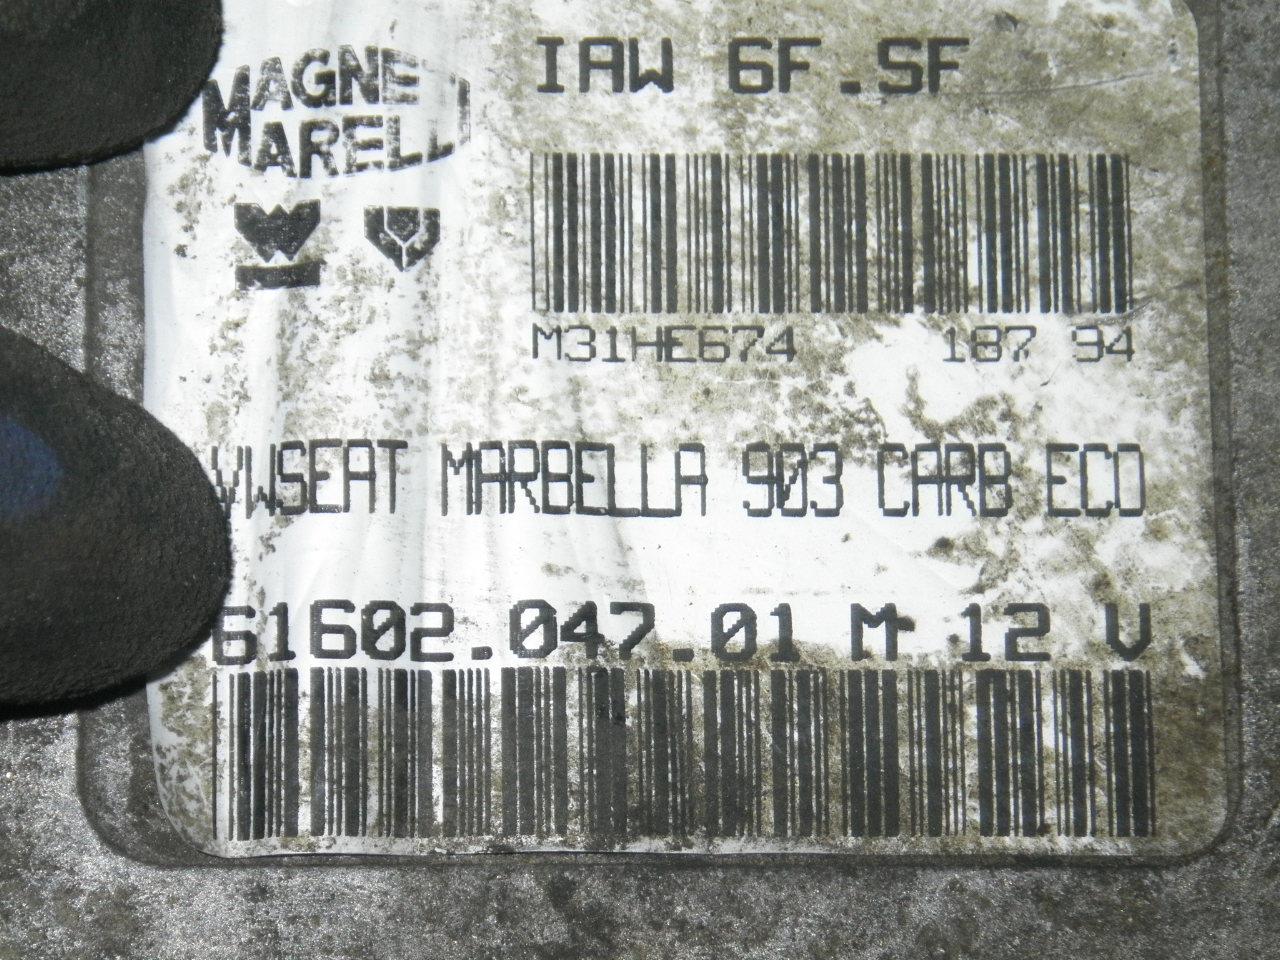 MAGNETI
MARELLI
IAW 6F.SF
M31HE674 187 94
VWSEAT MARBELLA 903 CARB ECO
61602.047.01 M 12 V